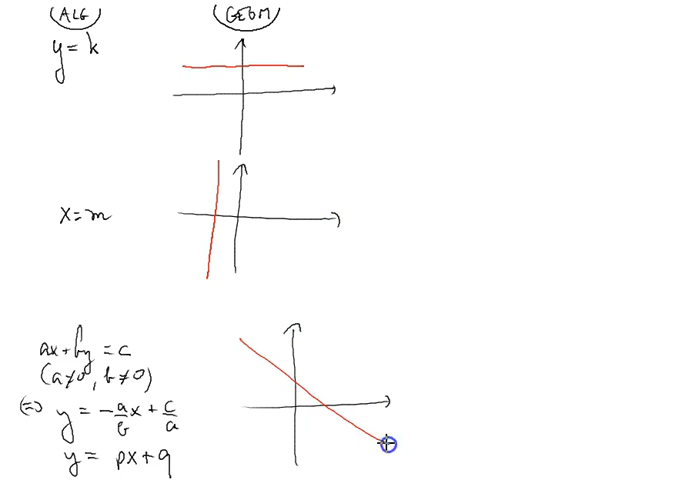 ALG GEOM
y = k
x = m
ax + by = c
(a≠0, b≠0)
(=) y = -a/b x + c/a
y = px + q